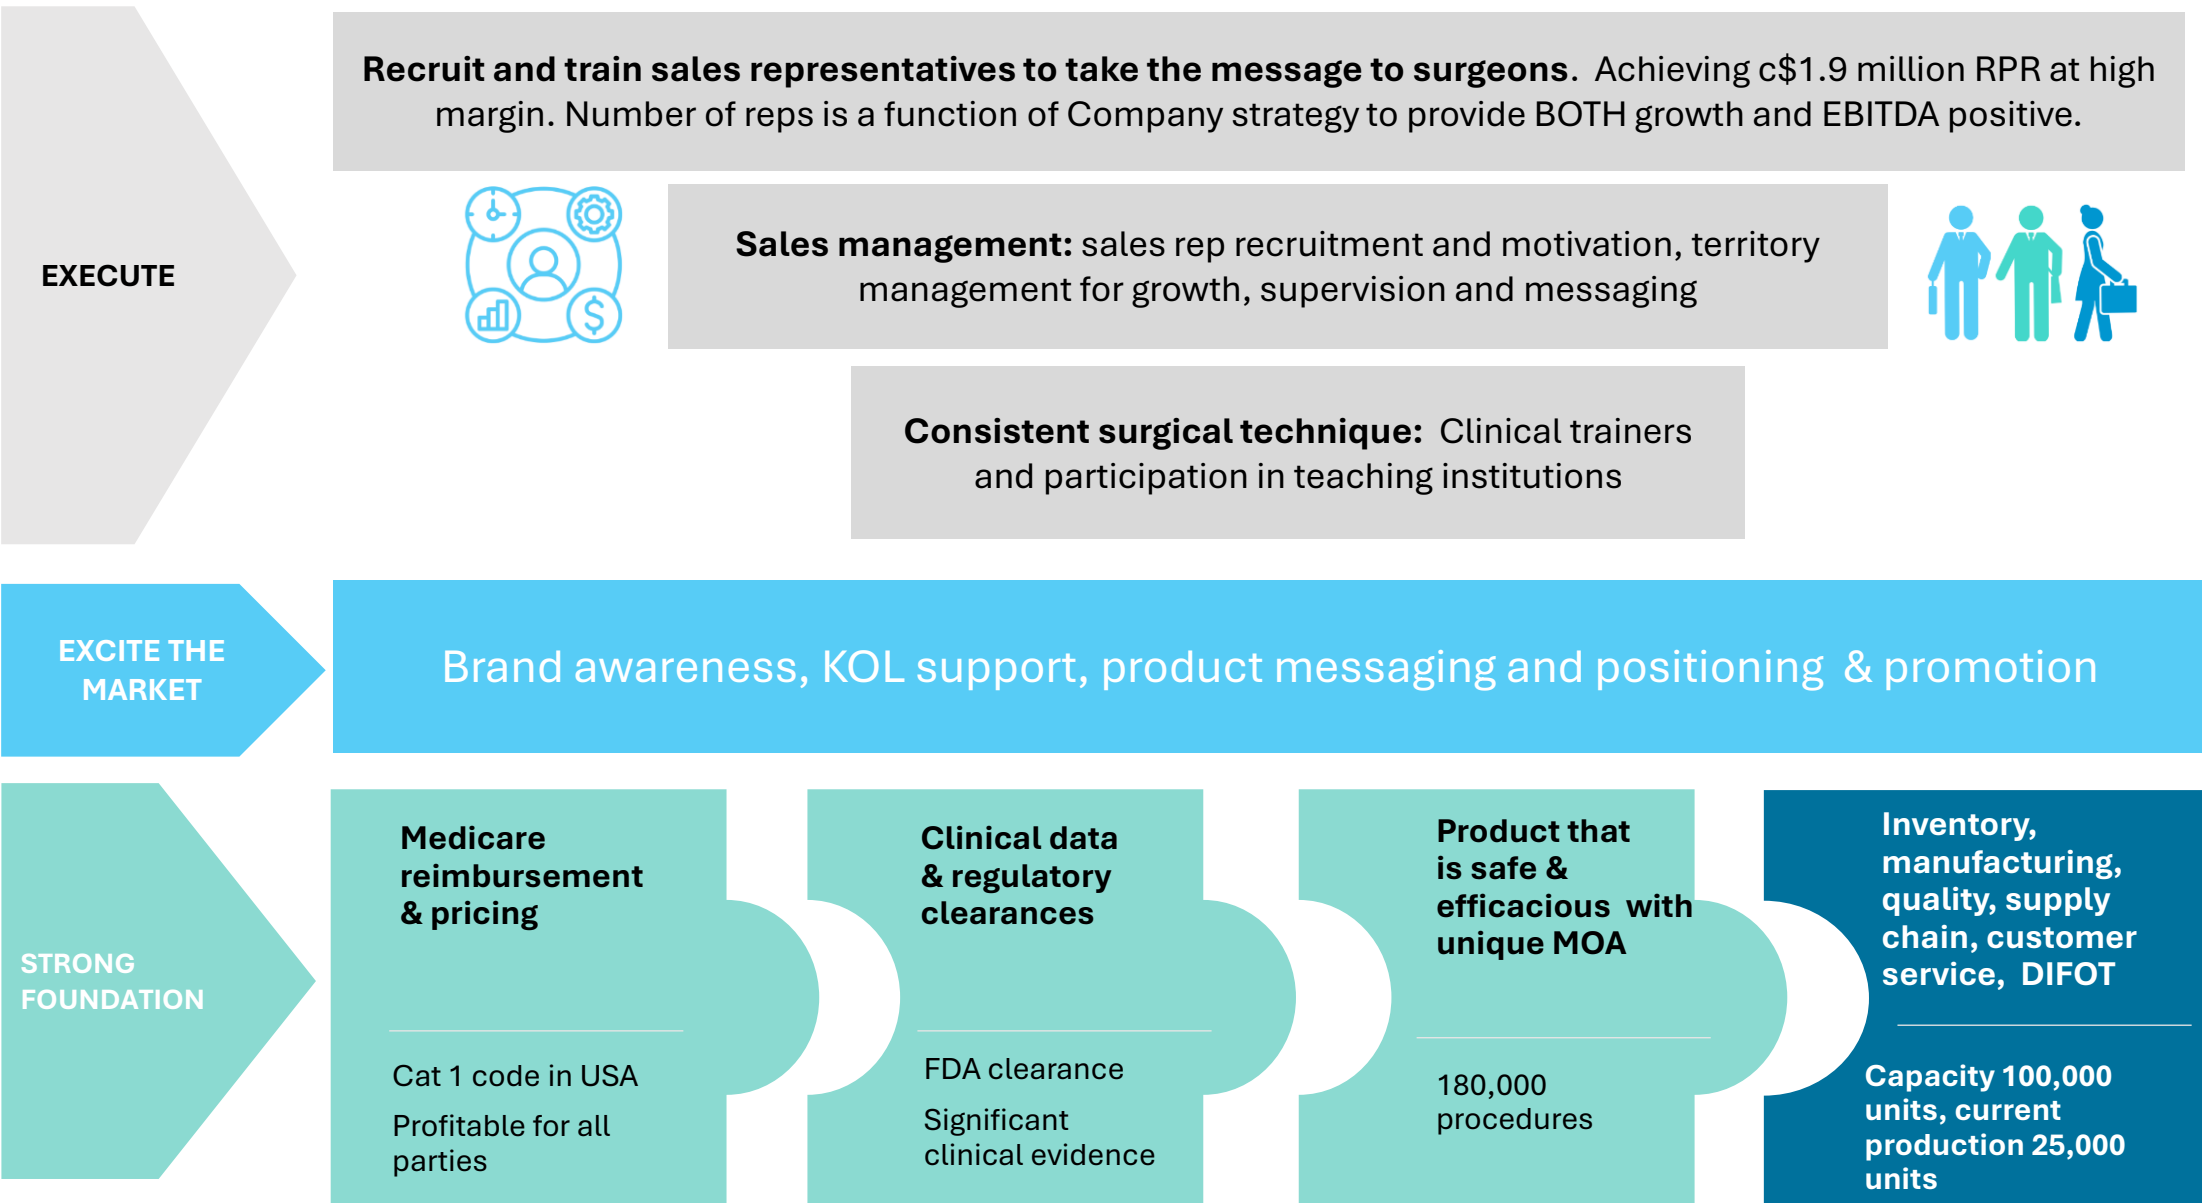 Recruit and train sales representatives to take the message to surgeons.  Achieving c$1.9 million RPR at high
margin. Number of reps is a function of Company strategy to provide BOTH growth and EBITDA positive.
EXECUTE
Sales management: sales rep recruitment and motivation, territory
management for growth, supervision and messaging
Consistent surgical technique:  Clinical trainers
and participation in teaching institutions
EXCITE THE
MARKET
Brand awareness, KOL support, product messaging and positioning  & promotion
STRONG
FOUNDATION
Medicare
reimbursement
& pricing
Cat 1 code in USA
Profitable for all
parties
Clinical data
& regulatory
clearances
FDA clearance
Significant
clinical evidence
Product that
is safe &
efficacious  with
unique MOA
180,000
procedures
Inventory,
manufacturing,
quality, supply
chain, customer
service,  DIFOT
Capacity 100,000
units, current
production 25,000
units